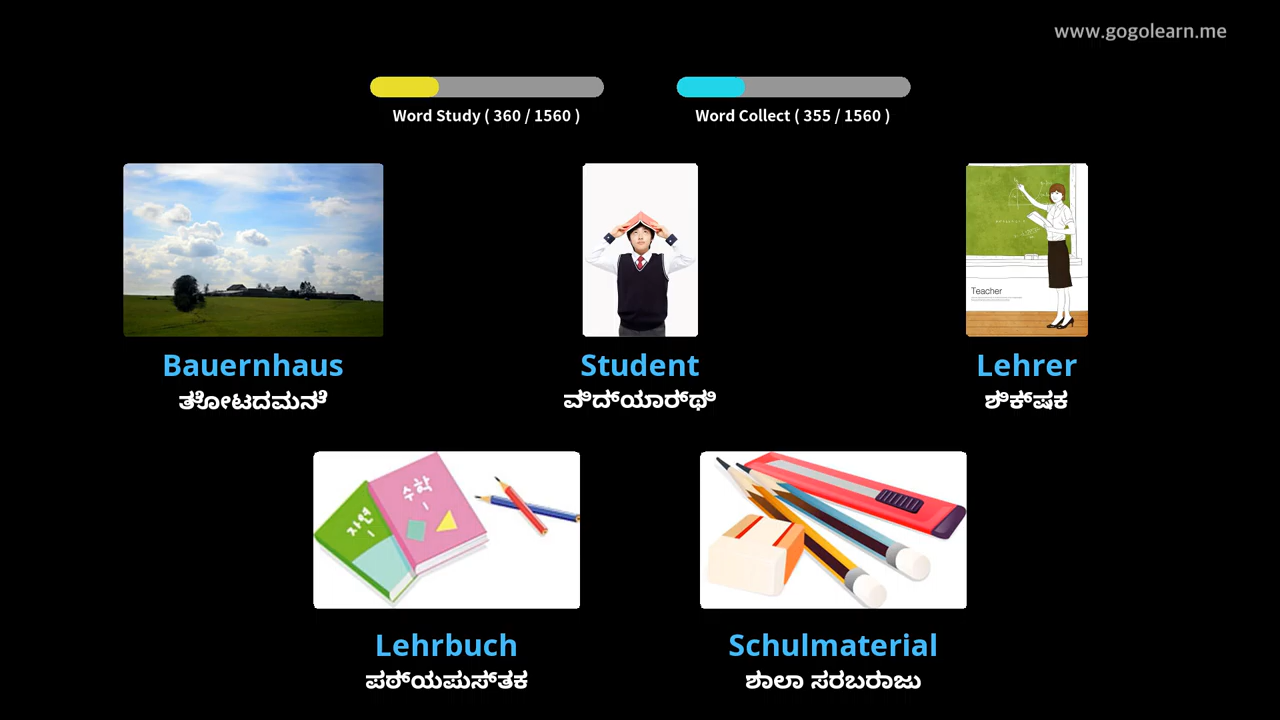 www.gogolearn.me
Word Study ( 360 / 1560 )
Word Collect ( 355 / 1560 )
Bauernhaus
ತೋಟದಮನೆ
Student
ವಿದ್ಯಾರ್ಥಿ
Teacher
Lehrer
ಶಿಕ್ಷಕ
자연
수학
Lehrbuch
ಪಠ್ಯಪುಸ್ತಕ
Schulmaterial
ಶಾಲಾ ಸರಬರಾಜು